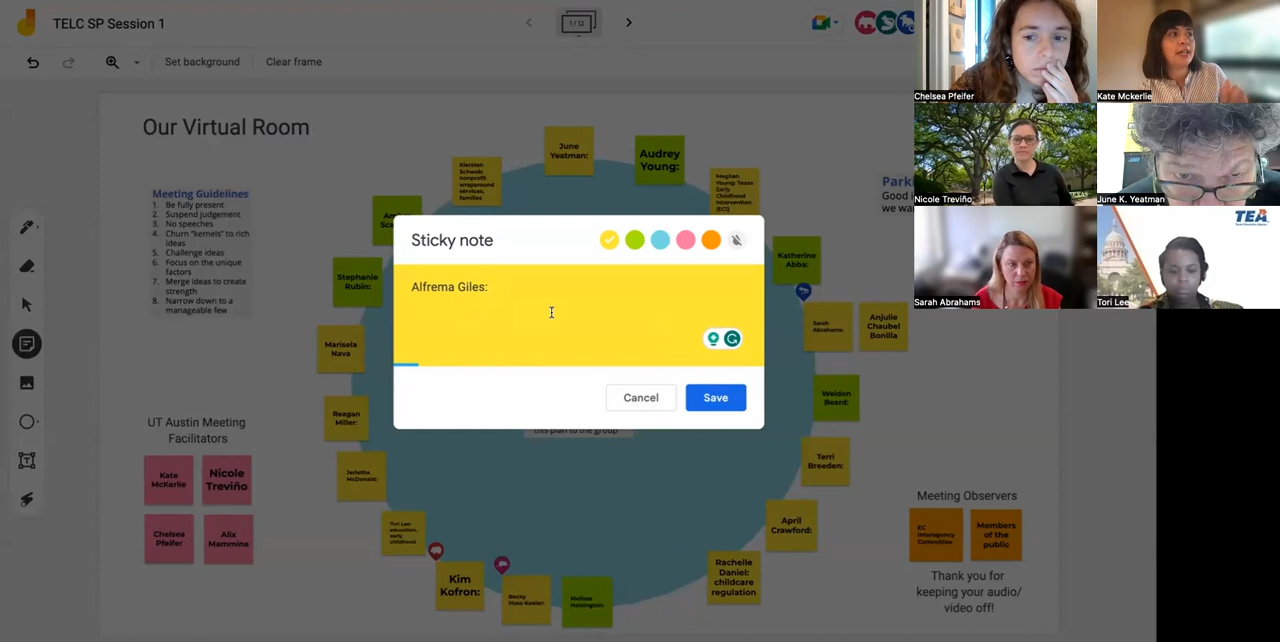 TELC SP Session 1
1 / 12
Set background
Clear frame
Our Virtual Room
Meeting Guidelines
1. Be fully present
2. Suspend judgement
3. No speeches
4. Churn "kernels" to rich
ideas
5. Challenge ideas
6. Focus on the unique
factors
7. Merge ideas to create
strength
8. Narrow down to a
manageable few
Kiersten
Schwab: nonprofit
wraparound
services,
families
June
Yeatman:
Audrey
Young:
Meghan
Young: Texas
Early
Childhood
Intervention
(ECI)
Stephanie
Rubin:
Marisela
Nava
Reagan
Miller:
McDonald:
Tori Lee:
education,
early
childhood
Kim
Kofron:
Becky
Melissa
Rachelle
Daniel:
childcare
regulation
April
Crawford:
Terri
Breeden:
Weldon
Beard:
Sarah
Abrahams:
Anjulie
Chaubel
Bonilla
Katherine
Abba:
Sticky note
Alfrema Giles:
Cancel
Save
this plan to the group
UT Austin Meeting
Facilitators
Kate
McKerlie
Nicole
Treviño
Chelsea
Pfeifer
Alix
Mammina
Meeting Observers
EC
Interagency
Committee
Members
of the
public
Thank you for
keeping your audio/
video off!
Chelsea Pfeifer
Kate Mckerlie
Nicole Treviño
TEXAS
June K. Yeatman
Sarah Abrahams
TEA
Tori Lee